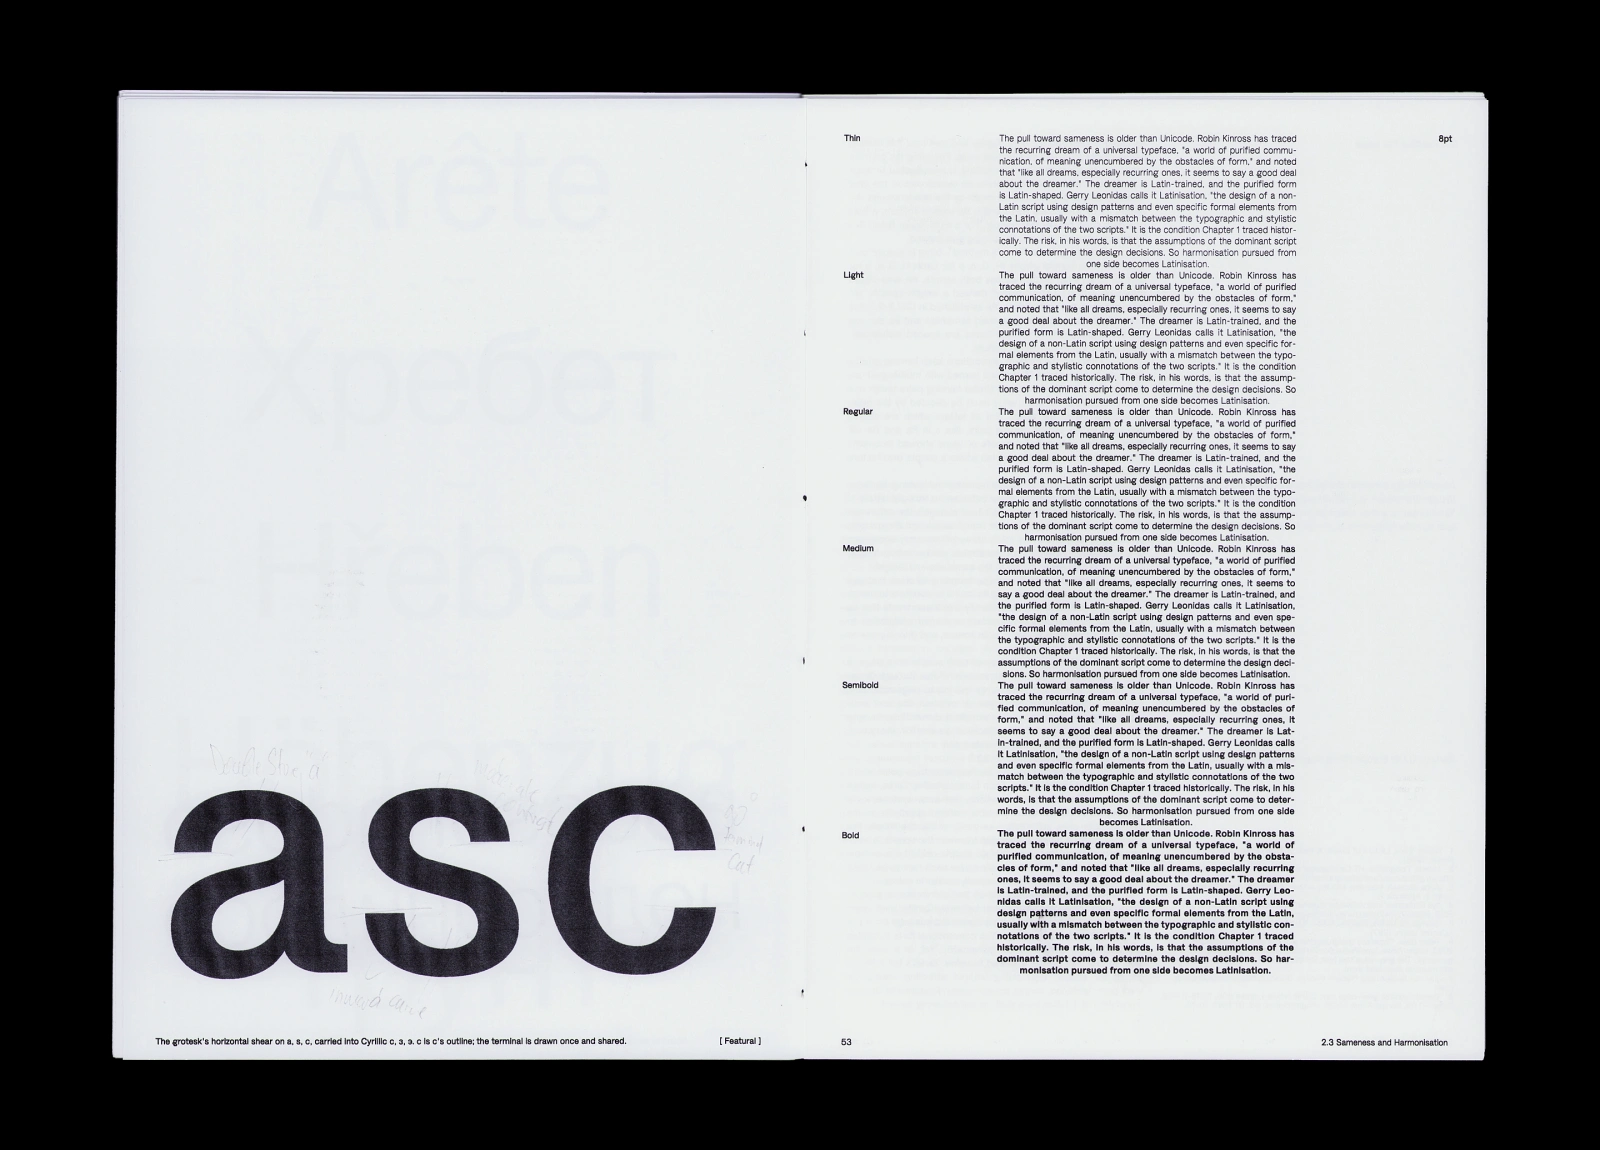 asc
The grotesk's horizontal shear on a, s, c, carried into Cyrillic с, з, э. с is c's outline; the terminal is drawn once and shared.
[ Featural ]
Thin
8pt
The pull toward sameness is older than Unicode. Robin Kinross has traced
the recurring dream of a universal typeface, "a world of purified commu-
nication, of meaning unencumbered by the obstacles of form," and noted
that "like all dreams, especially recurring ones, it seems to say a good deal
about the dreamer." The dreamer is Latin-trained, and the purified form
is Latin-shaped. Gerry Leonidas calls it Latinisation, "the design of a non-
Latin script using design patterns and even specific formal elements from
the Latin, usually with a mismatch between the typographic and stylistic
connotations of the two scripts." It is the condition Chapter 1 traced histor-
ically. The risk, in his words, is that the assumptions of the dominant script
come to determine the design decisions. So harmonisation pursued from
one side becomes Latinisation.
Light
The pull toward sameness is older than Unicode. Robin Kinross has
traced the recurring dream of a universal typeface, "a world of purified
communication, of meaning unencumbered by the obstacles of form,"
and noted that "like all dreams, especially recurring ones, it seems to say
a good deal about the dreamer." The dreamer is Latin-trained, and the
purified form is Latin-shaped. Gerry Leonidas calls it Latinisation, "the
design of a non-Latin script using design patterns and even specific for-
mal elements from the Latin, usually with a mismatch between the typo-
graphic and stylistic connotations of the two scripts." It is the condition
Chapter 1 traced historically. The risk, in his words, is that the assump-
tions of the dominant script come to determine the design decisions. So
harmonisation pursued from one side becomes Latinisation.
Regular
The pull toward sameness is older than Unicode. Robin Kinross has
traced the recurring dream of a universal typeface, "a world of purified
communication, of meaning unencumbered by the obstacles of form,"
and noted that "like all dreams, especially recurring ones, it seems to say
a good deal about the dreamer." The dreamer is Latin-trained, and the
purified form is Latin-shaped. Gerry Leonidas calls it Latinisation, "the
design of a non-Latin script using design patterns and even specific for-
mal elements from the Latin, usually with a mismatch between the typo-
graphic and stylistic connotations of the two scripts." It is the condition
Chapter 1 traced historically. The risk, in his words, is that the assump-
tions of the dominant script come to determine the design decisions. So
harmonisation pursued from one side becomes Latinisation.
Medium
The pull toward sameness is older than Unicode. Robin Kinross has
traced the recurring dream of a universal typeface, "a world of purified
communication, of meaning unencumbered by the obstacles of form,"
and noted that "like all dreams, especially recurring ones, it seems to
say a good deal about the dreamer." The dreamer is Latin-trained, and
the purified form is Latin-shaped. Gerry Leonidas calls it Latinisation,
"the design of a non-Latin script using design patterns and even spe-
cific formal elements from the Latin, usually with a mismatch between
the typographic and stylistic connotations of the two scripts." It is the
condition Chapter 1 traced historically. The risk, in his words, is that the
assumptions of the dominant script come to determine the design deci-
sions. So harmonisation pursued from one side becomes Latinisation.
Semibold
The pull toward sameness is older than Unicode. Robin Kinross has
traced the recurring dream of a universal typeface, "a world of puri-
fied communication, of meaning unencumbered by the obstacles of
form," and noted that "like all dreams, especially recurring ones, it
seems to say a good deal about the dreamer." The dreamer is Lat-
in-trained, and the purified form is Latin-shaped. Gerry Leonidas calls
it Latinisation, "the design of a non-Latin script using design patterns
and even specific formal elements from the Latin, usually with a mis-
match between the typographic and stylistic connotations of the two
scripts." It is the condition Chapter 1 traced historically. The risk, in his
words, is that the assumptions of the dominant script come to deter-
mine the design decisions. So harmonisation pursued from one side
becomes Latinisation.
Bold
The pull toward sameness is older than Unicode. Robin Kinross has
traced the recurring dream of a universal typeface, "a world of
purified communication, of meaning unencumbered by the obsta-
cles of form," and noted that "like all dreams, especially recurring
ones, it seems to say a good deal about the dreamer." The dreamer
is Latin-trained, and the purified form is Latin-shaped. Gerry Leo-
nidas calls it Latinisation, "the design of a non-Latin script using
design patterns and even specific formal elements from the Latin,
usually with a mismatch between the typographic and stylistic con-
notations of the two scripts." It is the condition Chapter 1 traced
historically. The risk, in his words, is that the assumptions of the
dominant script come to determine the design decisions. So har-
monisation pursued from one side becomes Latinisation.
53
2.3 Sameness and Harmonisation